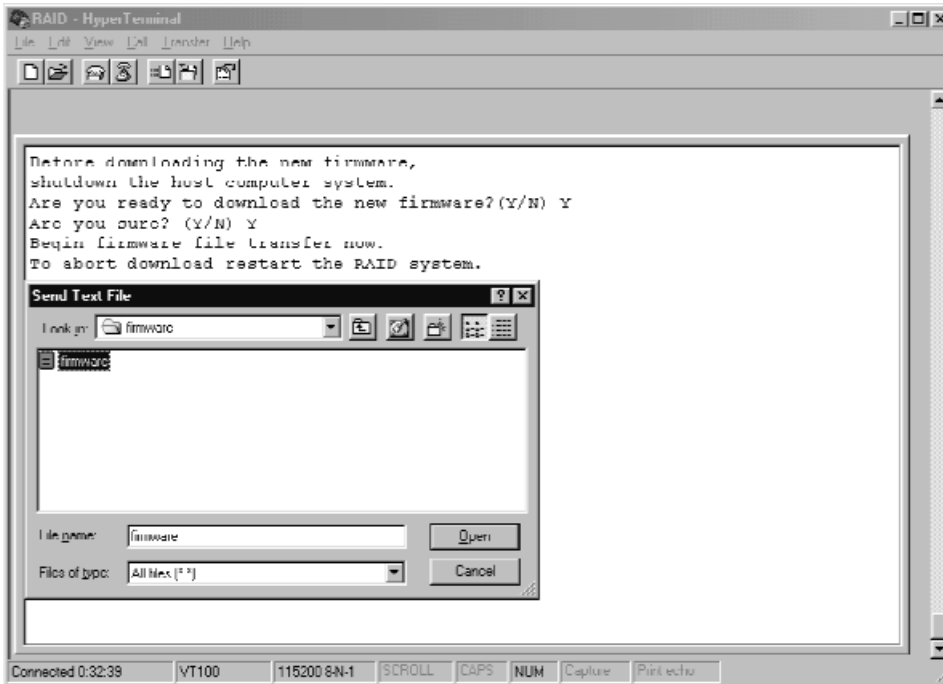 RAID - HyperTerminal
File Edit View Call Transfer Help
Before downloading the new firmware,
shutdown the host computer system.
Are you ready to download the new firmware?(Y/N) Y
Are you sure? (Y/N) Y
Begin firmware file transfer now.
To abort download restart the RAID system.
Send Text File
Look in: firmware
firmware
File name: firmware Open
Files of type: All files (*.*) Cancel
Connected 0:32:39 VT100 115200 8-N-1 SCROLL CAPS NUM Capture Print echo